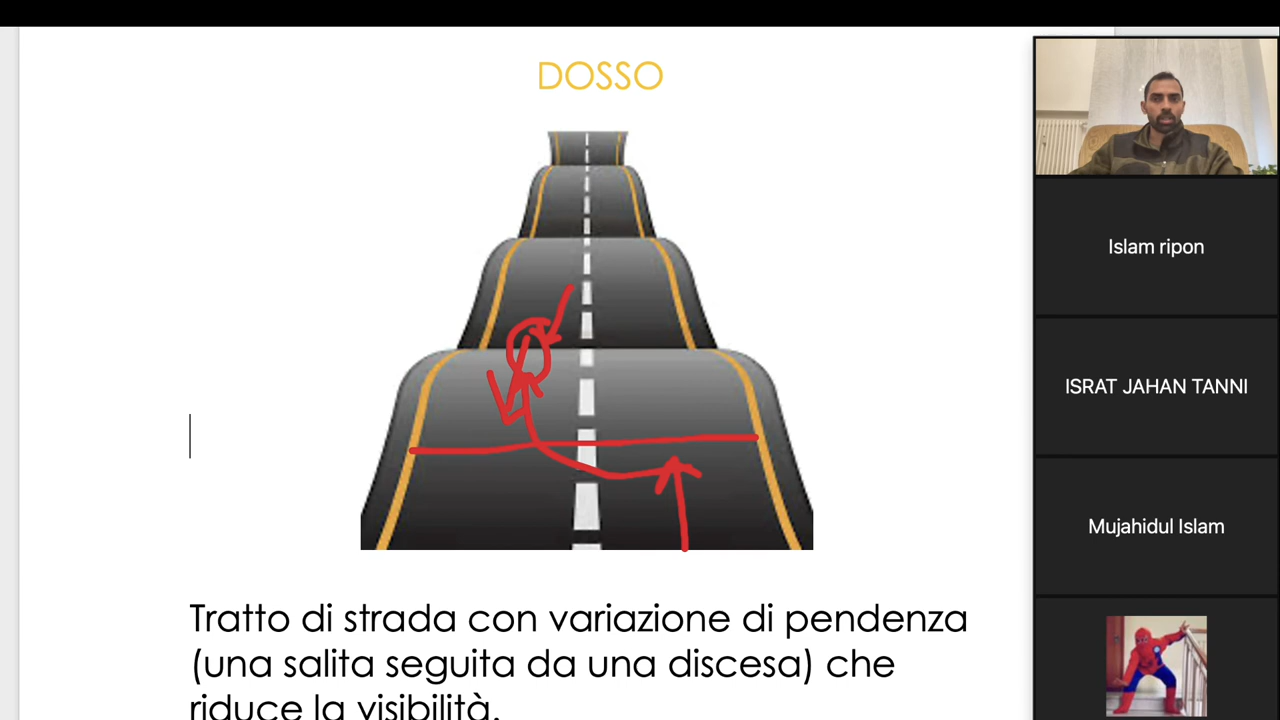 DOSSO
Tratto di strada con variazione di pendenza
(una salita seguita da una discesa) che
riduce la visibilità.
Islam ripon
ISRAT JAHAN TANNI
Mujahidul Islam